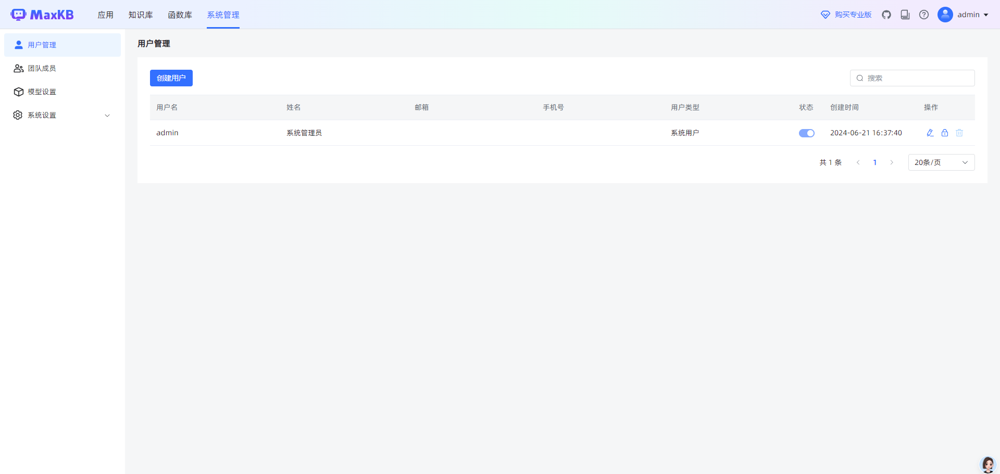 MaxKB 应用 知识库 函数库 系统管理 购买专业版 admin
用户管理
团队成员
模型设置
系统设置
用户管理
创建用户 搜索
用户名 姓名 邮箱 手机号 用户类型 状态 创建时间 操作
admin 系统管理员 系统用户 2024-06-21 16:37:40
共 1 条 1 20条/页